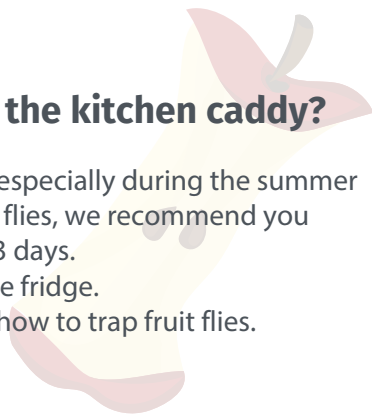 the kitchen caddy?
especially during the summer
flies, we recommend you
3 days.
e fridge.
how to trap fruit flies.